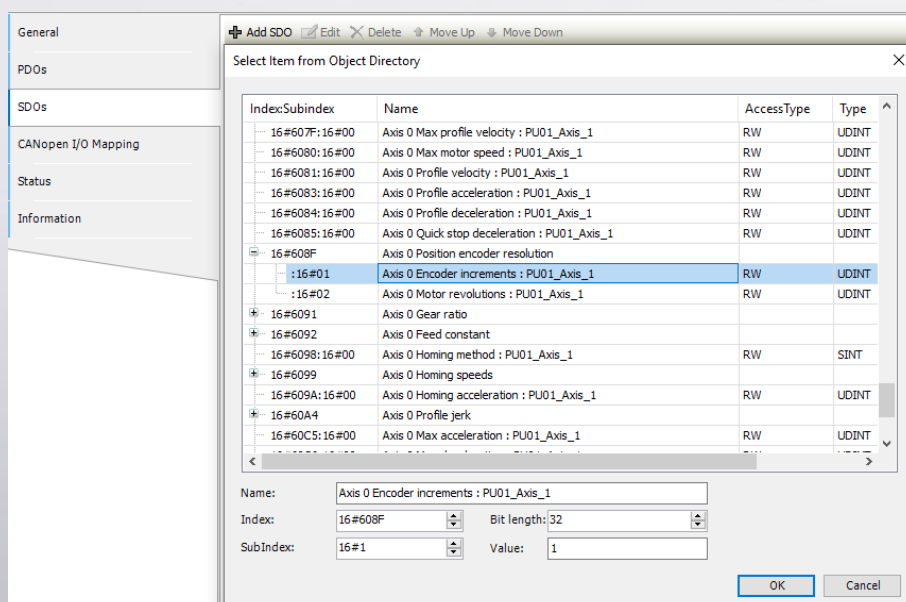 General
PDOs
SDOs
CANopen I/O Mapping
Status
Information
Add SDO Edit Delete Move Up Move Down
Select Item from Object Directory
Index:Subindex Name AccessType Type
16#607F:16#00 Axis 0 Max profile velocity : PU01_Axis_1 RW UDINT
16#6080:16#00 Axis 0 Max motor speed : PU01_Axis_1 RW UDINT
16#6081:16#00 Axis 0 Profile velocity : PU01_Axis_1 RW UDINT
16#6083:16#00 Axis 0 Profile acceleration : PU01_Axis_1 RW UDINT
16#6084:16#00 Axis 0 Profile deceleration : PU01_Axis_1 RW UDINT
16#6085:16#00 Axis 0 Quick stop deceleration : PU01_Axis_1 RW UDINT
16#608F Axis 0 Position encoder resolution
:16#01 Axis 0 Encoder increments : PU01_Axis_1 RW UDINT
:16#02 Axis 0 Motor revolutions : PU01_Axis_1 RW UDINT
16#6091 Axis 0 Gear ratio
16#6092 Axis 0 Feed constant
16#6098:16#00 Axis 0 Homing method : PU01_Axis_1 RW SINT
16#6099 Axis 0 Homing speeds
16#609A:16#00 Axis 0 Homing acceleration : PU01_Axis_1 RW UDINT
16#60A4 Axis 0 Profile jerk
16#60C5:16#00 Axis 0 Max acceleration : PU01_Axis_1 RW UDINT
Name: Axis 0 Encoder increments : PU01_Axis_1
Index: 16#608F Bit length: 32
SubIndex: 16#1 Value: 1
OK Cancel